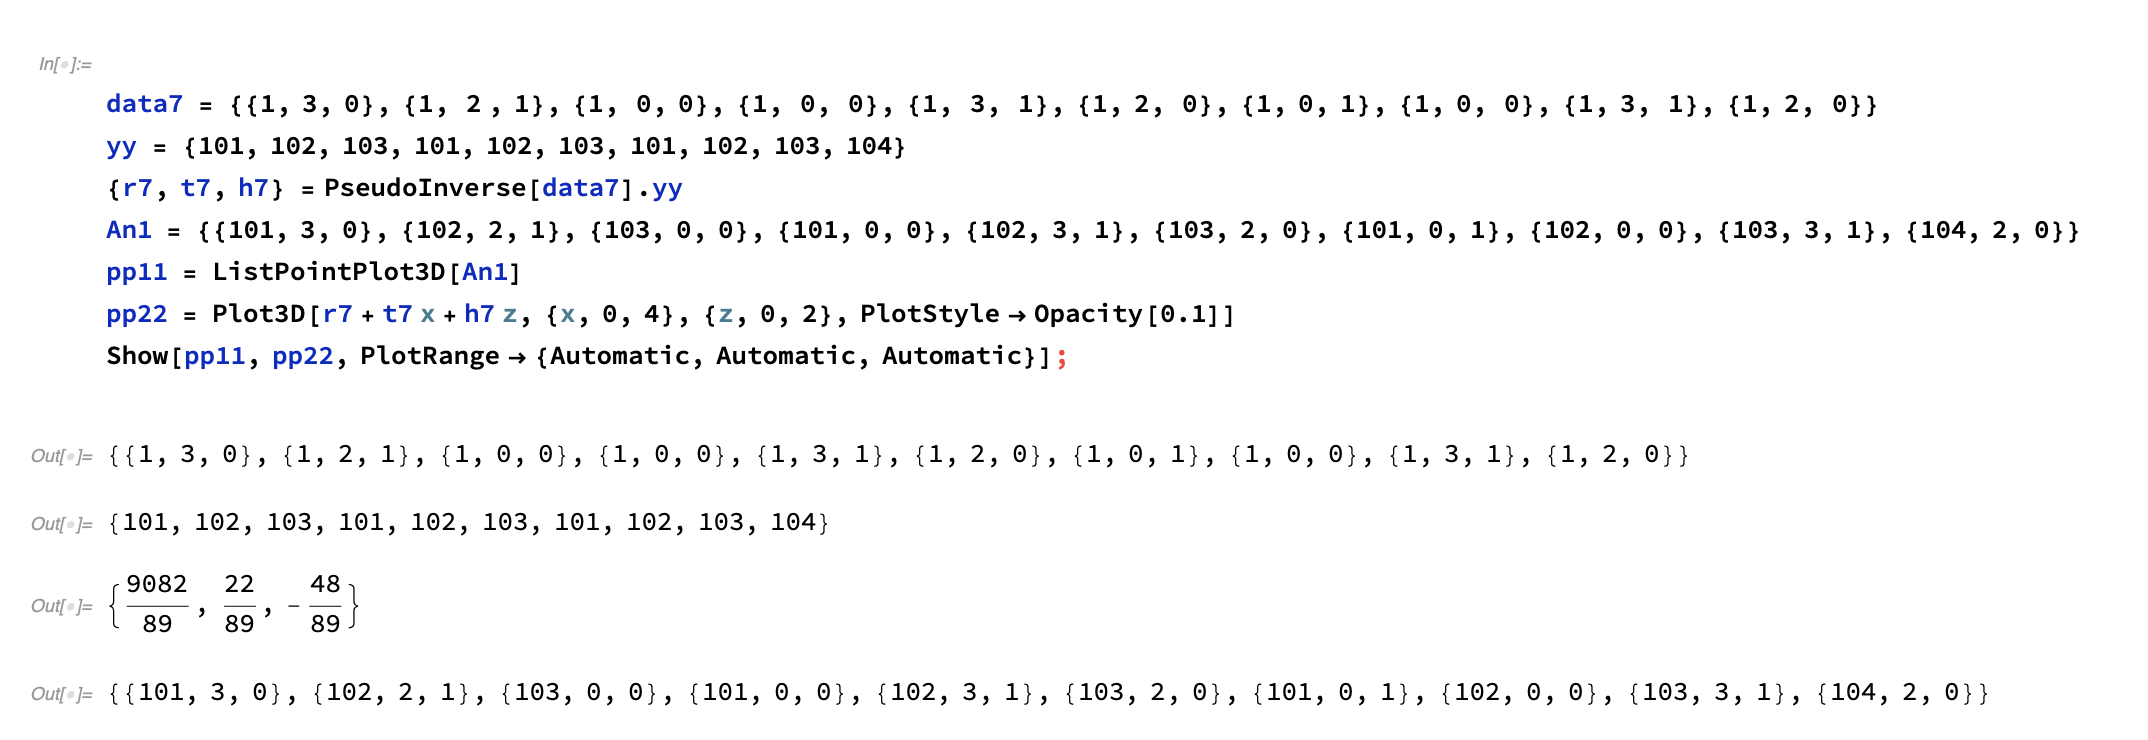 In[•]:=
data7 = {{1, 3, 0}, {1, 2 , 1}, {1, 0, 0}, {1, 0, 0}, {1, 3, 1}, {1, 2, 0}, {1, 0, 1}, {1, 0, 0}, {1, 3, 1}, {1, 2, 0}}
yy = {101, 102, 103, 101, 102, 103, 101, 102, 103, 104}
{r7, t7, h7} = PseudoInverse[data7].yy
An1 = {{101, 3, 0}, {102, 2, 1}, {103, 0, 0}, {101, 0, 0}, {102, 3, 1}, {103, 2, 0}, {101, 0, 1}, {102, 0, 0}, {103, 3, 1}, {104, 2, 0}}
pp11 = ListPointPlot3D[An1]
pp22 = Plot3D[r7 + t7 x + h7 z, {x, 0, 4}, {z, 0, 2}, PlotStyle → Opacity[0.1]]
Show[pp11, pp22, PlotRange → {Automatic, Automatic, Automatic}];
Out[•]= {{1, 3, 0}, {1, 2, 1}, {1, 0, 0}, {1, 0, 0}, {1, 3, 1}, {1, 2, 0}, {1, 0, 1}, {1, 0, 0}, {1, 3, 1}, {1, 2, 0}}
Out[•]= {101, 102, 103, 101, 102, 103, 101, 102, 103, 104}
Out[•]= {9082/89, 22/89, -48/89}
Out[•]= {{101, 3, 0}, {102, 2, 1}, {103, 0, 0}, {101, 0, 0}, {102, 3, 1}, {103, 2, 0}, {101, 0, 1}, {102, 0, 0}, {103, 3, 1}, {104, 2, 0}}